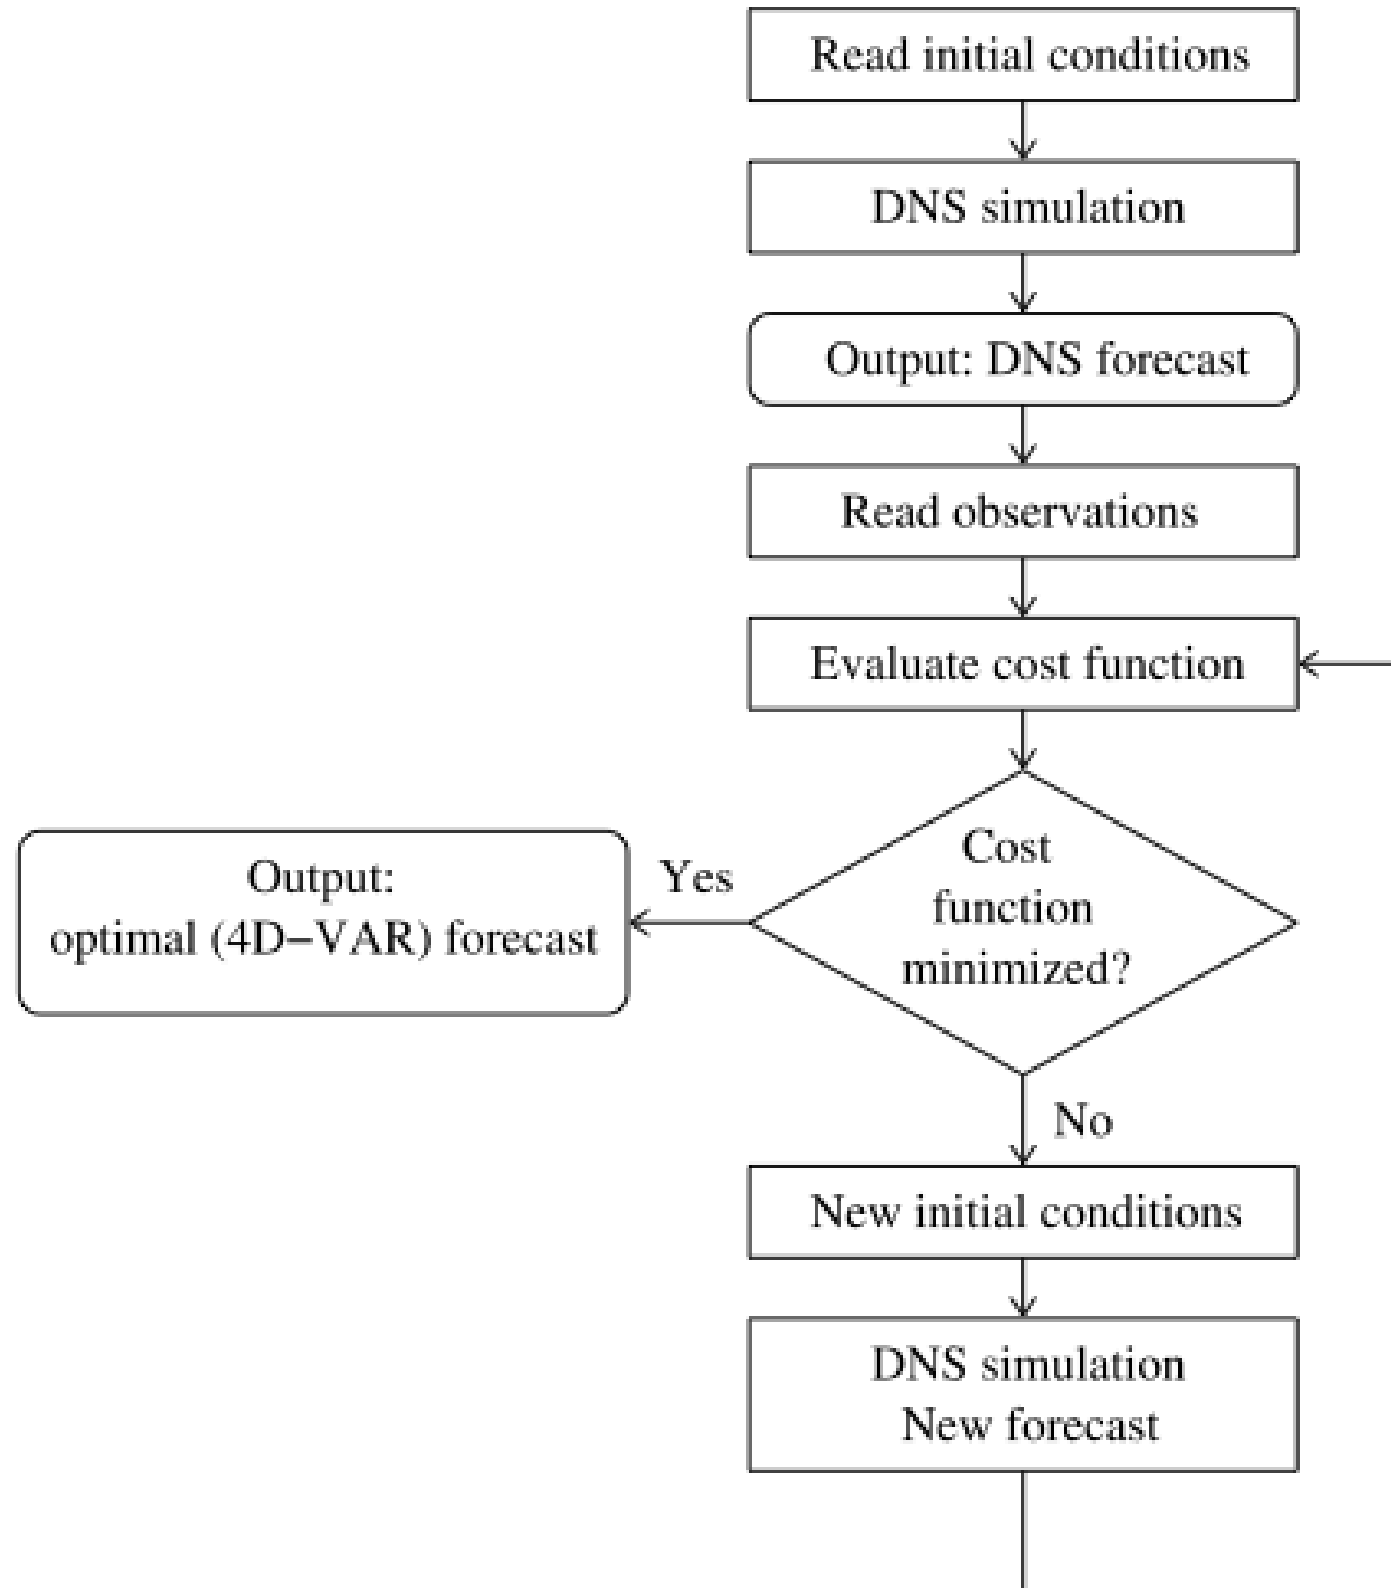 Read initial conditions
DNS simulation
Output: DNS forecast
Read observations
Evaluate cost function
Cost
function
minimized?
Yes
Output:
optimal (4D−VAR) forecast
No
New initial conditions
DNS simulation
New forecast